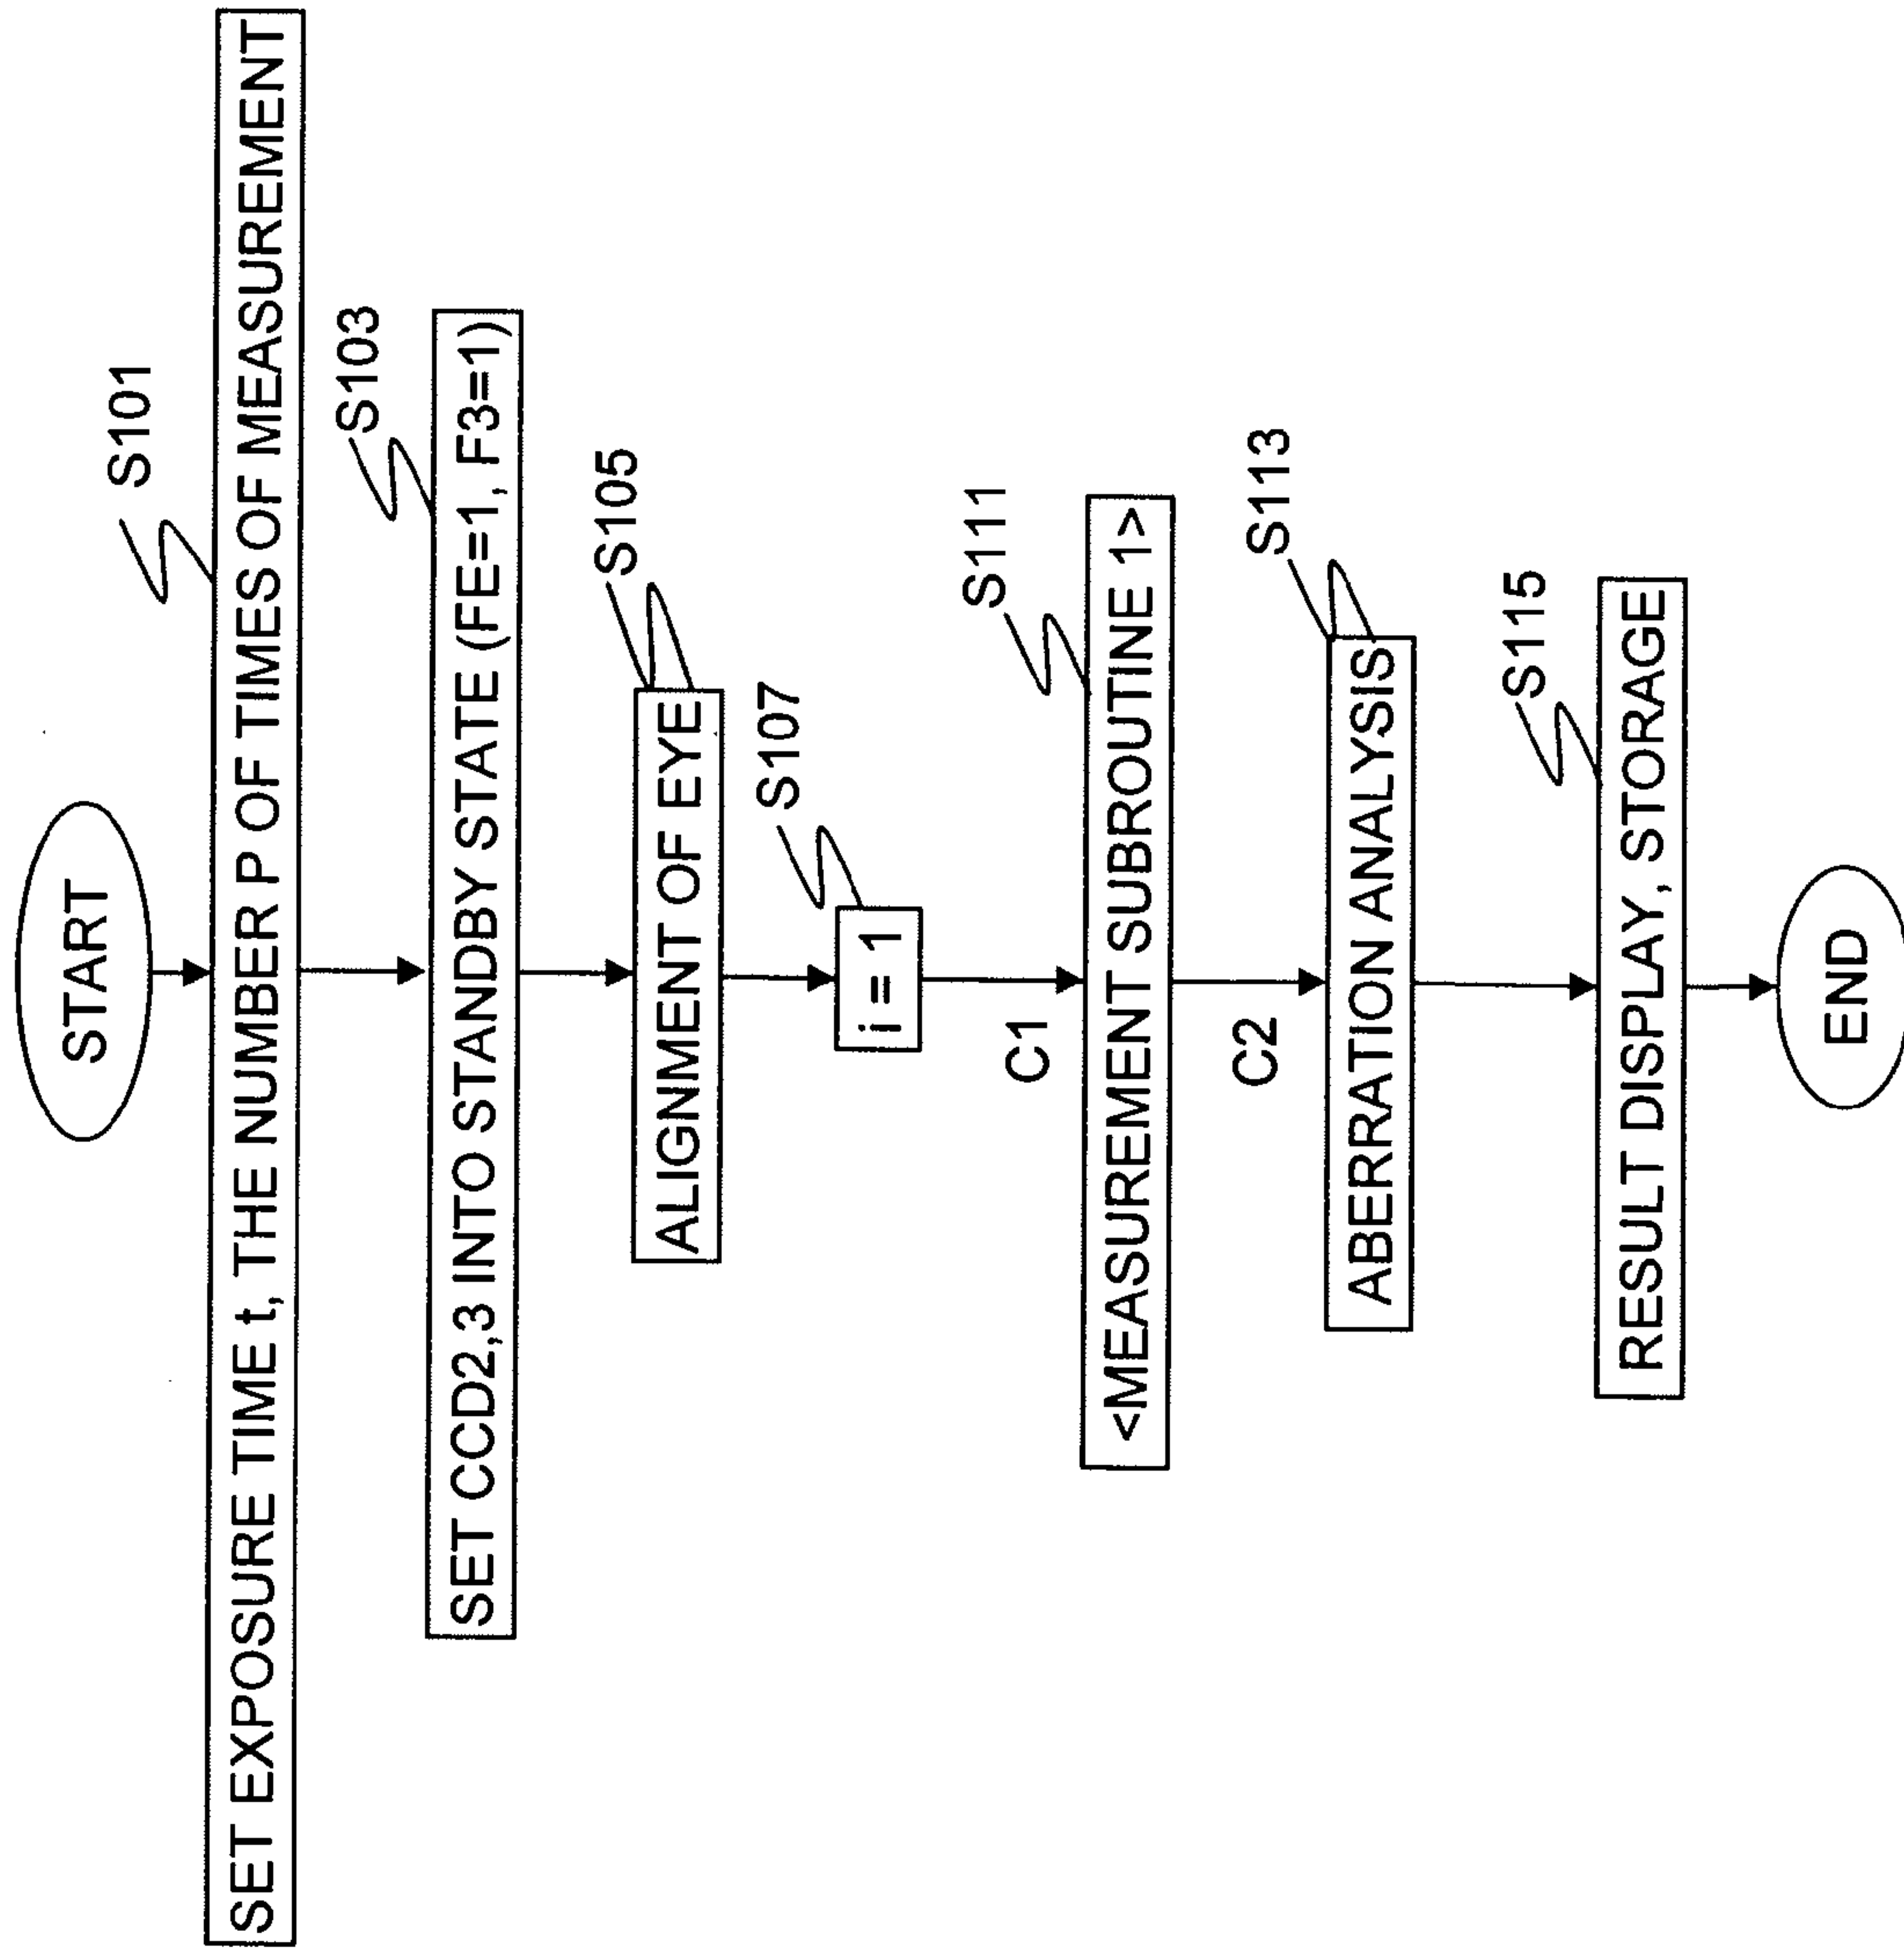 START
S101
SET EXPOSURE TIME t, THE NUMBER P OF TIMES OF MEASUREMENT
S103
SET CCD2,3 INTO STANDBY STATE (FE=1, F3=1)
S105
ALIGNMENT OF EYE
S107
i = 1
C1
S111
<MEASUREMENT SUBROUTINE 1>
C2
S113
ABERRATION ANALYSIS
S115
RESULT DISPLAY, STORAGE
END